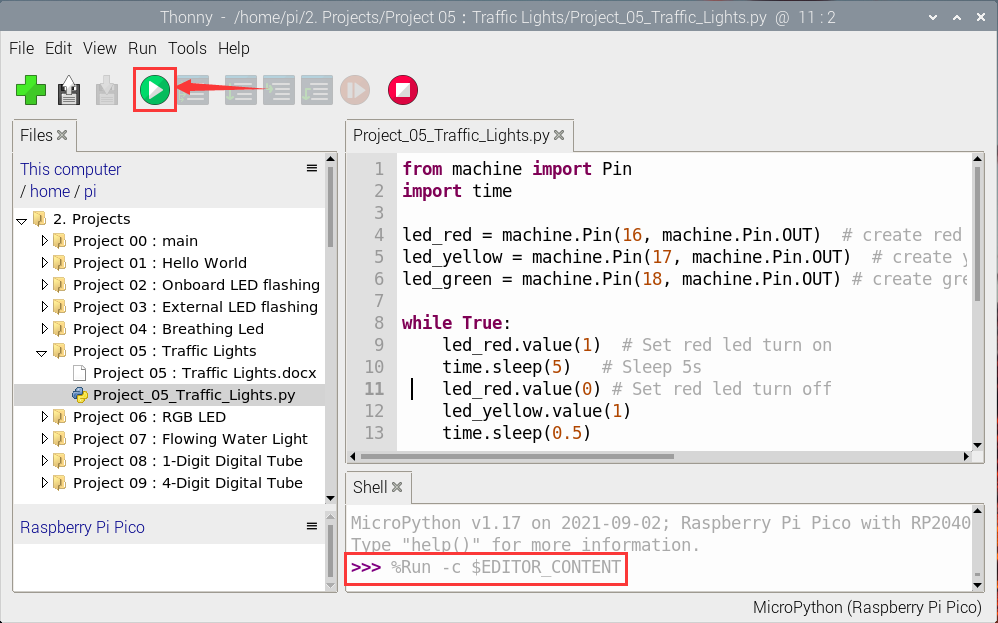 Thonny - /home/pi/2. Projects/Project 05 : Traffic Lights/Project_05_Traffic_Lights.py @ 11 : 2
File Edit View Run Tools Help
Files
This computer
/ home / pi
2. Projects
Project 00 : main
Project 01 : Hello World
Project 02 : Onboard LED flashing
Project 03 : External LED flashing
Project 04 : Breathing Led
Project 05 : Traffic Lights
Project 05 : Traffic Lights.docx
Project_05_Traffic_Lights.py
Project 06 : RGB LED
Project 07 : Flowing Water Light
Project 08 : 1-Digit Digital Tube
Project 09 : 4-Digit Digital Tube
Raspberry Pi Pico
Project_05_Traffic_Lights.py
1 from machine import Pin
2 import time
3
4 led_red = machine.Pin(16, machine.Pin.OUT)  # create red
5 led_yellow = machine.Pin(17, machine.Pin.OUT)  # create y
6 led_green = machine.Pin(18, machine.Pin.OUT) # create gre
7
8 while True:
9     led_red.value(1)  # Set red led turn on
10     time.sleep(5)   # Sleep 5s
11     led_red.value(0) # Set red led turn off
12     led_yellow.value(1)
13     time.sleep(0.5)
Shell
MicroPython v1.17 on 2021-09-02; Raspberry Pi Pico with RP2040
Type "help()" for more information.
>>> %Run -c $EDITOR_CONTENT
MicroPython (Raspberry Pi Pico)